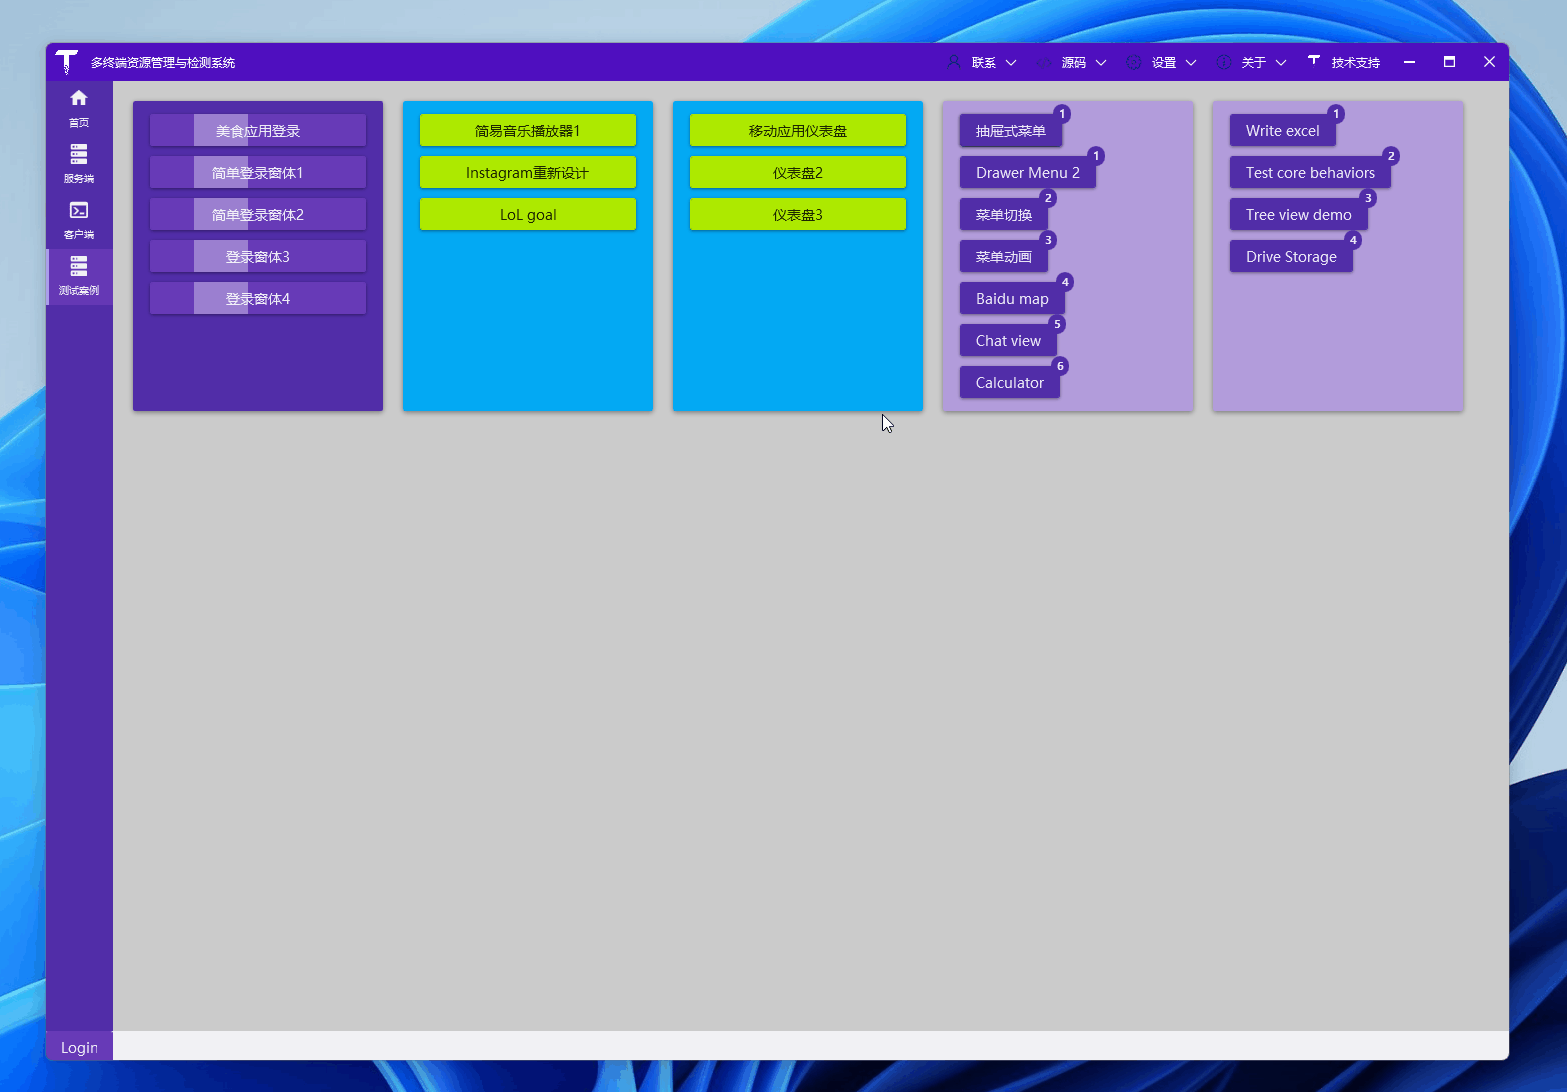 多终端资源管理与检测系统
联系
源码
设置
关于
技术支持
首页
服务端
客户端
测试案例
美食应用登录
简单登录窗体1
简单登录窗体2
登录窗体3
登录窗体4
简易音乐播放器1
Instagram重新设计
LoL goal
移动应用仪表盘
仪表盘2
仪表盘3
抽屉式菜单
1
Drawer Menu 2
1
菜单切换
2
菜单动画
3
Baidu map
4
Chat view
5
Calculator
6
Write excel
1
Test core behaviors
2
Tree view demo
3
Drive Storage
4
Login